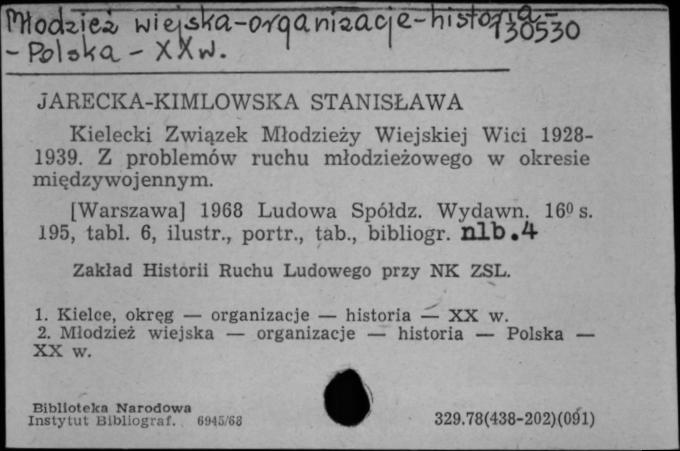 Młodzież wiejska-organizacje-historia-
130530
- Polska - XX w.
JARECKA-KIMLOWSKA STANISŁAWA
Kielecki Związek Młodzieży Wiejskiej Wici 1928-
1939. Z problemów ruchu młodzieżowego w okresie
międzywojennym.
[Warszawa] 1968 Ludowa Spółdz. Wydawn. 16⁰ s.
195, tabl. 6, ilustr., portr., tab., bibliogr. nlb.4
Zakład Historii Ruchu Ludowego przy NK ZSL.
1. Kielce, okręg — organizacje — historia — XX w.
2. Młodzież wiejska — organizacje — historia — Polska —
XX w.
Biblioteka Narodowa
Instytut Bibliograf. 6945/68
329.78(438-202)(091)